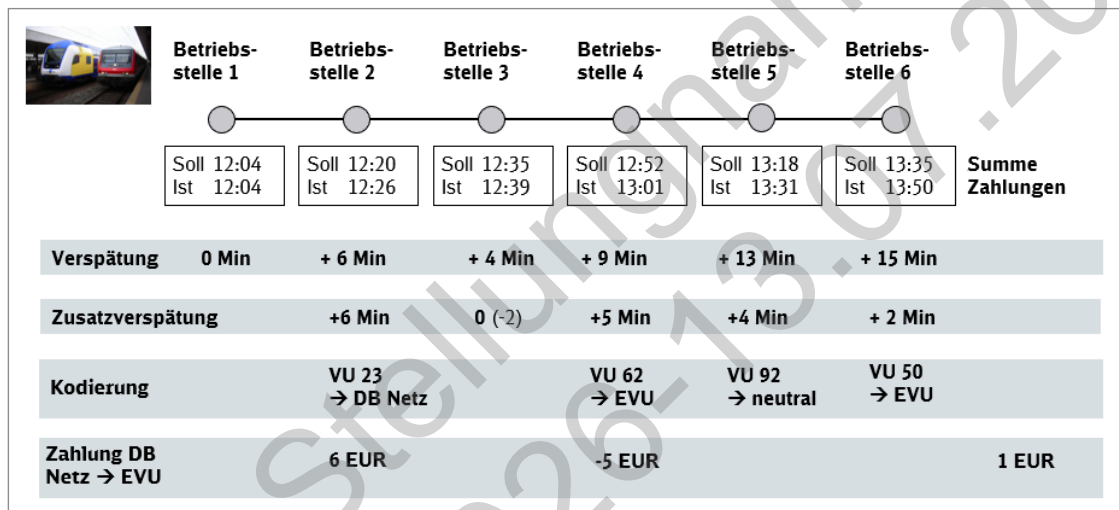 Betriebs-
stelle 1
Betriebs-
stelle 2
Betriebs-
stelle 3
Betriebs-
stelle 4
Betriebs-
stelle 5
Betriebs-
stelle 6
Soll 12:04
Ist 12:04
Soll 12:20
Ist 12:26
Soll 12:35
Ist 12:39
Soll 12:52
Ist 13:01
Soll 13:18
Ist 13:31
Soll 13:35
Ist 13:50
Summe
Zahlungen
Verspätung 0 Min + 6 Min + 4 Min + 9 Min + 13 Min + 15 Min
Zusatzverspätung +6 Min 0 (-2) +5 Min +4 Min + 2 Min
Kodierung
VU 23
→ DB Netz
VU 62
→ EVU
VU 92
→ neutral
VU 50
→ EVU
Zahlung DB
Netz → EVU
6 EUR -5 EUR 1 EUR